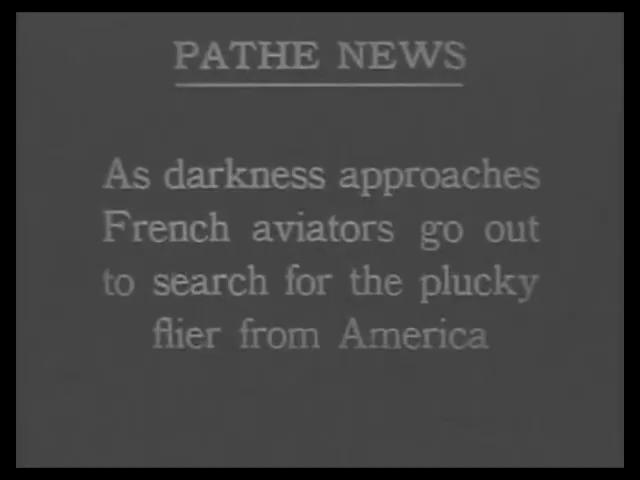 PATHE NEWS
As darkness approaches
French aviators go out
to search for the plucky
flier from America